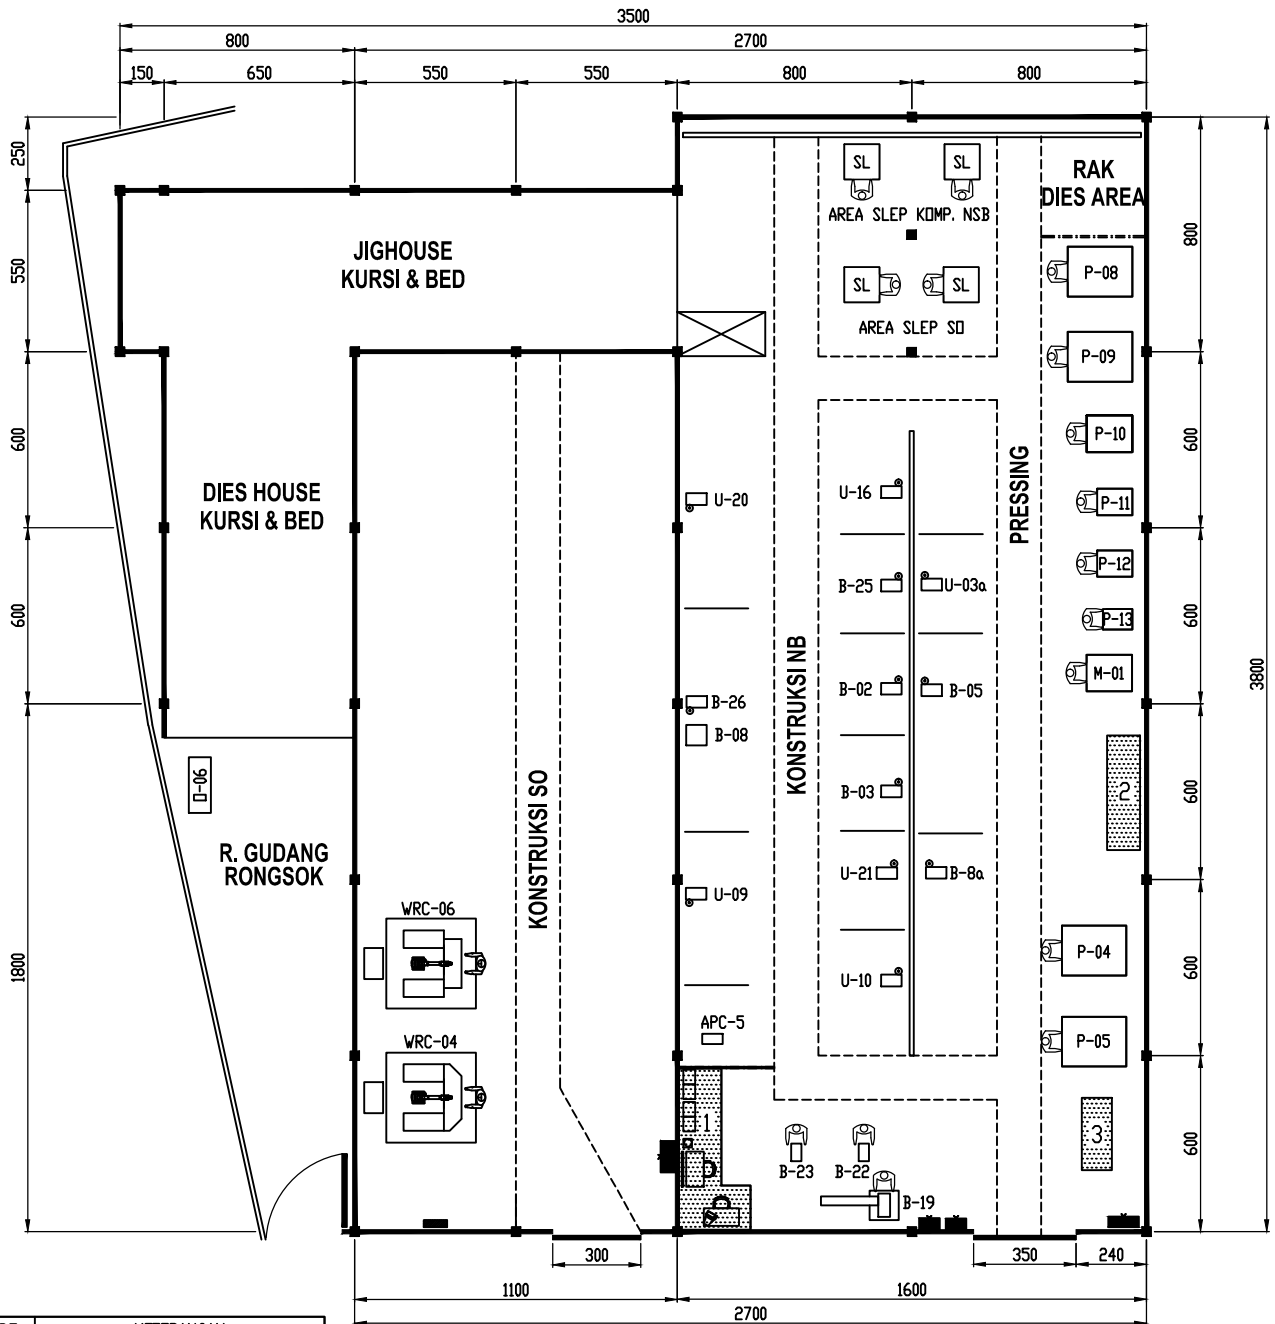 3500
800
2700
150
650
550
550
800
800
250
550
600
600
1800
800
600
600
600
600
600
3800
SL
SL
RAK
DIES AREA
AREA SLEP KOMP. NSB
JIGHOUSE
KURSI & BED
SL
SL
P-08
AREA SLEP SO
P-09
P-10
DIES HOUSE
KURSI & BED
U-20
U-16
PRESSING
P-11
P-12
B-25
U-03a
P-13
KONSTRUKSI NB
M-01
B-26
B-02
B-05
B-08
O-06
KONSTRUKSI SO
B-03
2
R. GUDANG
RONGSOK
U-21
B-8a
U-09
WRC-06
P-04
U-10
APC-5
WRC-04
P-05
1
3
B-23
B-22
B-19
300
350
240
1100
1600
2700